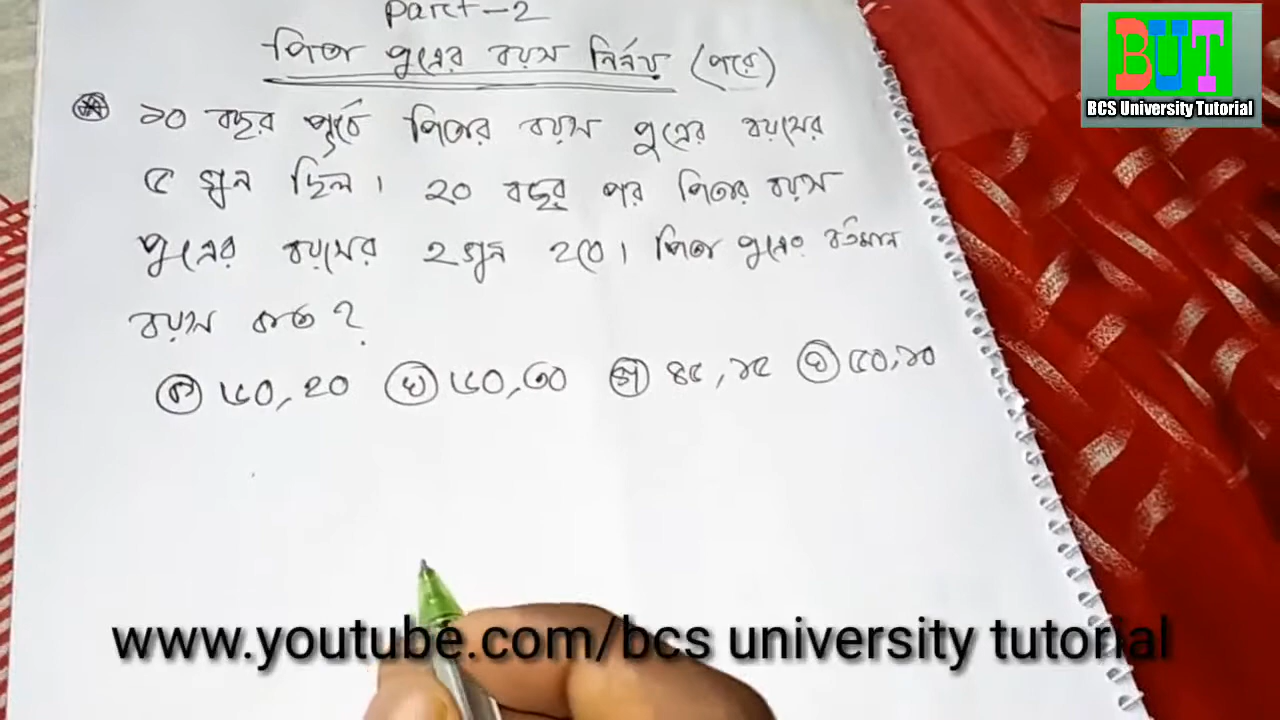 Part-2
পিতা পুত্রের বয়স নির্নয় (পরে)
১০ বছর পূর্বে পিতার বয়স পুত্রের বয়সের
৫ গুন ছিল। ২০ বছর পর পিতার বয়স
পুত্রের বয়সের ২গুন হবে। পিতা পুত্রের বর্তমান
বয়স কত?
ক ৬০, ২০ খ ৬০, ৩০ গ ৪৫, ১৫ ঘ ৫০, ১০
BUT
BCS University Tutorial
www.youtube.com/bcs university tutorial